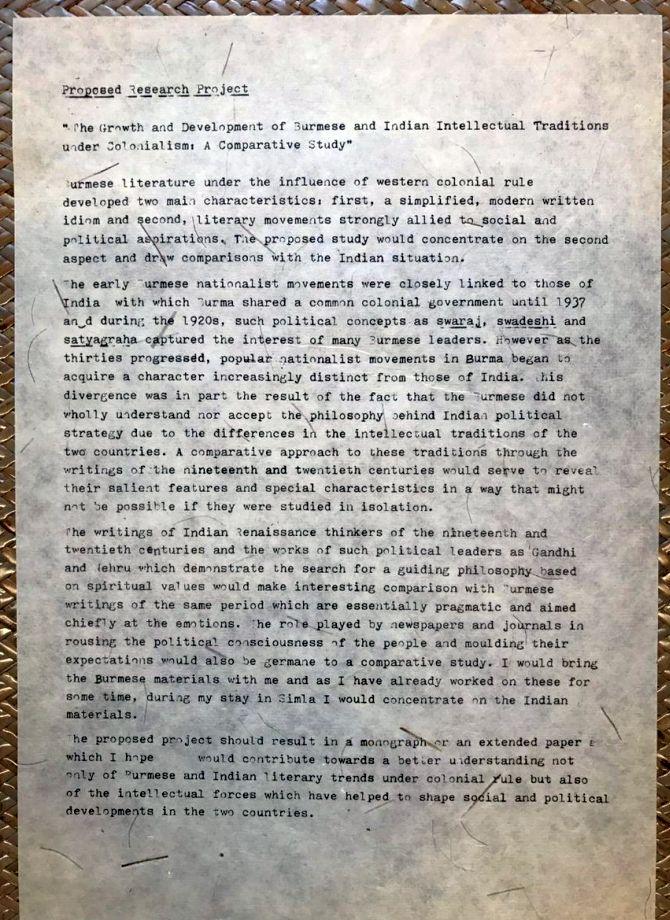 Proposed Research Project
"The Growth and Development of Burmese and Indian Intellectual Traditions
under Colonialism: A Comparative Study"
Burmese literature under the influence of western colonial rule
developed two main characteristics: first, a simplified, modern written
idiom and second, literary movements strongly allied to social and
political aspirations. The proposed study would concentrate on the second
aspect and draw comparisons with the Indian situation.
The early Burmese nationalist movements were closely linked to those of
India with which Burma shared a common colonial government until 1937
an_d during the 1920s, such political concepts as swaraj, swadeshi and
satyagraha captured the interest of many Burmese leaders. However as the
thirties progressed, popular nationalist movements in Burma began to
acquire a character increasingly distinct from those of India. This
divergence was in part the result of the fact that the Burmese did not
wholly understand nor accept the philosophy behind Indian political
strategy due to the differences in the intellectual traditions of the
two countries. A comparative approach to these traditions through the
writings of the nineteenth and twentieth centuries would serve to reveal
their salient features and special characteristics in a way that might
not be possible if they were studied in isolation.
The writings of Indian Renaissance thinkers of the nineteenth and
twentieth centuries and the works of such political leaders as Gandhi
and Nehru which demonstrate the search for a guiding philosophy based
on spiritual values would make interesting comparison with Burmese
writings of the same period which are essentially pragmatic and aimed
chiefly at the emotions. The role played by newspapers and journals in
rousing the political consciousness of the people and moulding their
expectations would also be germane to a comparative study. I would bring
the Burmese materials with me and as I have already worked on these for
some time, during my stay in Simla I would concentrate on the Indian
materials.
The proposed project should result in a monograph or an extended paper
which I hope would contribute towards a better understanding not
only of Burmese and Indian literary trends under colonial rule but also
of the intellectual forces which have helped to shape social and political
developments in the two countries.